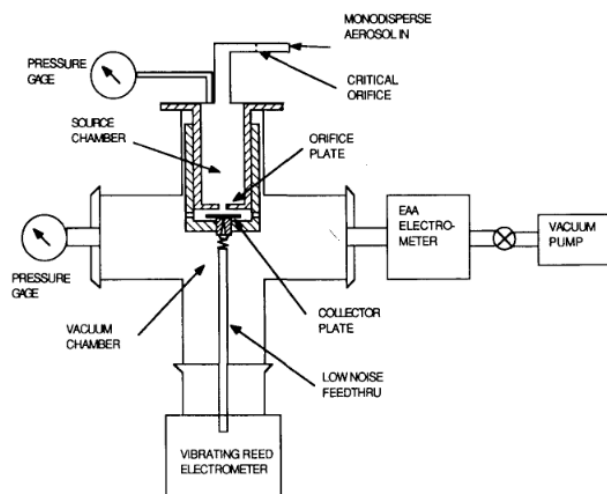 MONODISPERSE
AEROSOL IN
PRESSURE
GAGE
CRITICAL
ORIFICE
SOURCE
CHAMBER
ORIFICE
PLATE
EAA
ELECTRO-
METER
VACUUM
PUMP
PRESSURE
GAGE
VACUUM
CHAMBER
COLLECTOR
PLATE
LOW NOISE
FEEDTHRU
VIBRATING REED
ELECTROMETER